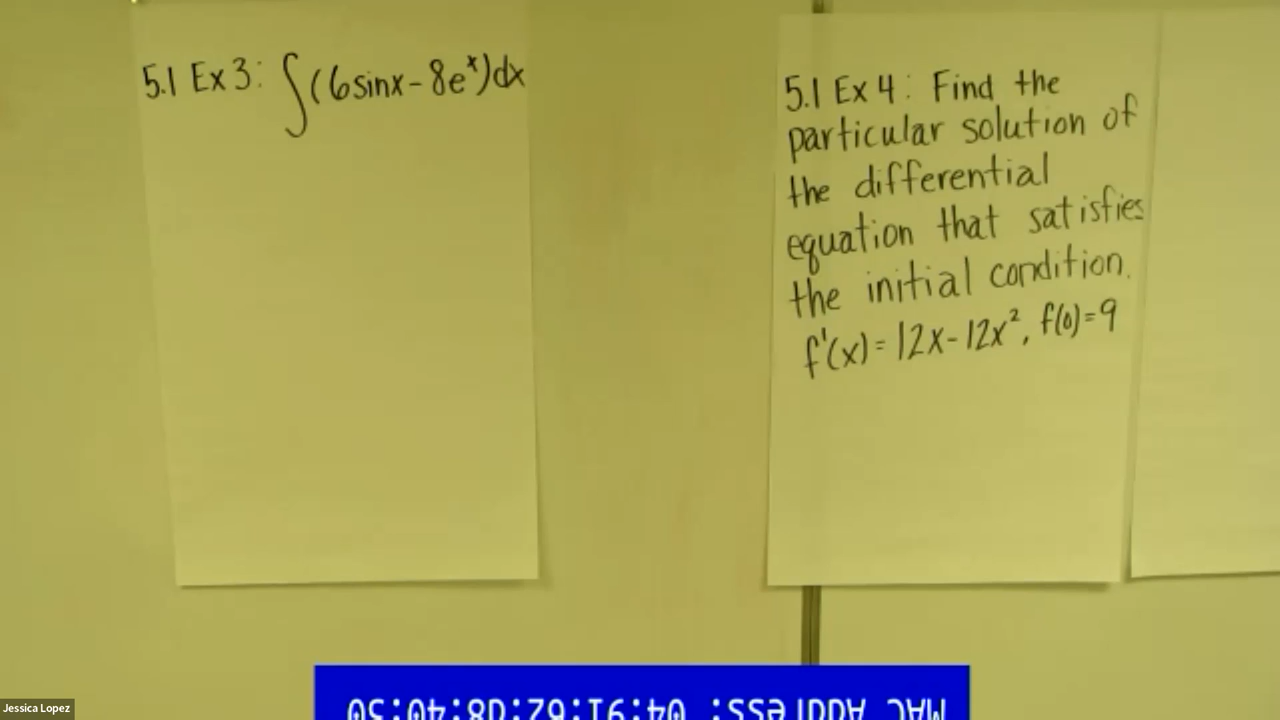 5.1 Ex 3: ∫(6sinx - 8eˣ)dx
5.1 Ex 4: Find the
particular solution of
the differential
equation that satisfies
the initial condition.
f'(x) = 12x - 12x², f(0) = 9
MAC Address: 04:91:62:d8:40:50
Jessica Lopez